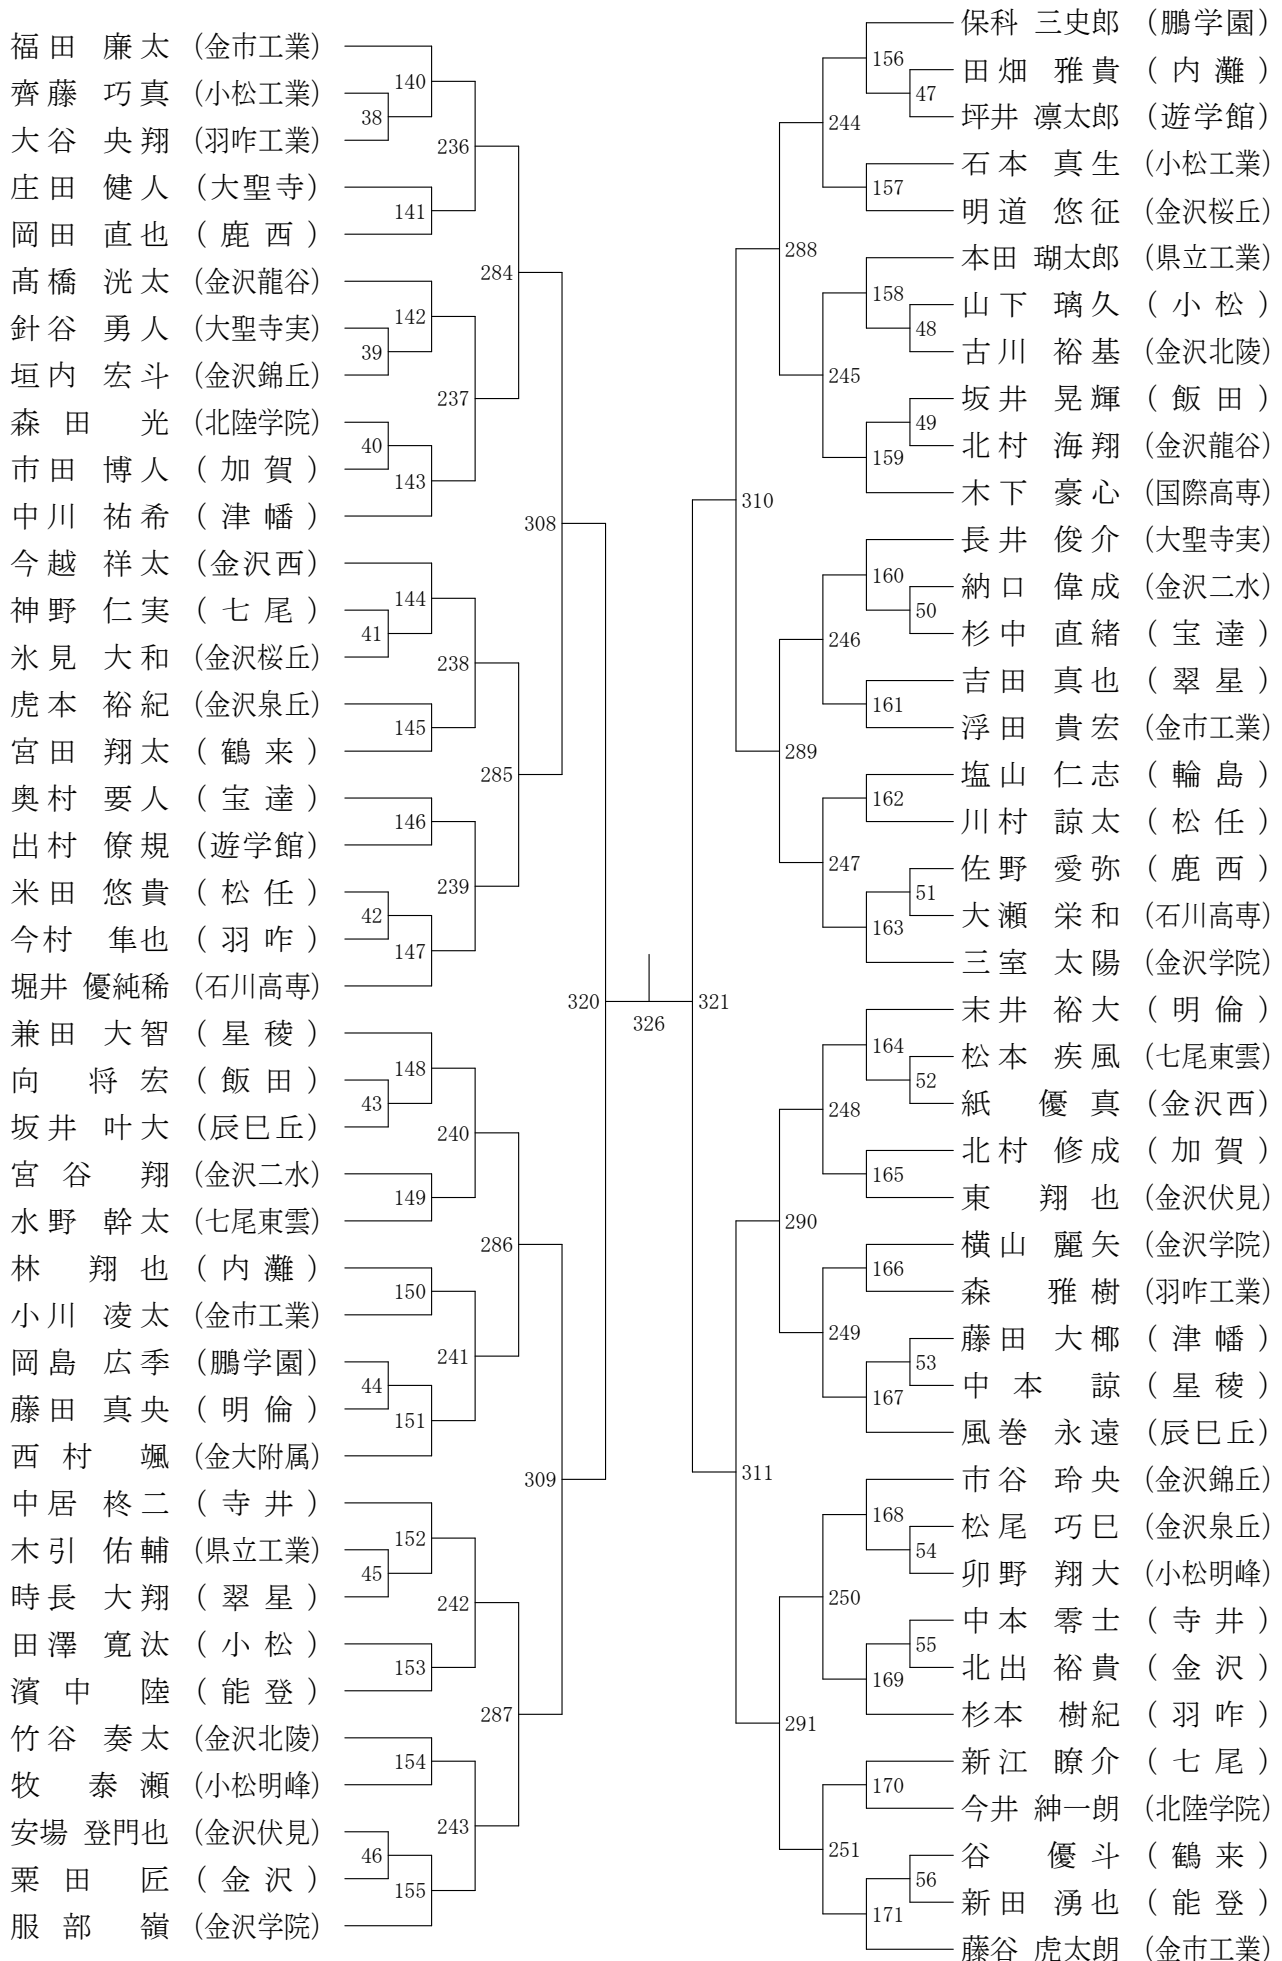 福田 廉太 (金市工業)
齊藤 巧真 (小松工業)
大谷 央翔 (羽咋工業)
庄田 健人 (大聖寺)
岡田 直也 (鹿西)
髙橋 洸太 (金沢龍谷)
針谷 勇人 (大聖寺実)
垣内 宏斗 (金沢錦丘)
森田 光 (北陸学院)
市田 博人 (加賀)
中川 祐希 (津幡)
今越 祥太 (金沢西)
神野 仁実 (七尾)
氷見 大和 (金沢桜丘)
虎本 裕紀 (金沢泉丘)
宮田 翔太 (鶴来)
奥村 要人 (宝達)
出村 僚規 (遊学館)
米田 悠貴 (松任)
今村 隼也 (羽咋)
堀井 優純稀 (石川高専)
兼田 大智 (星稜)
向 将宏 (飯田)
坂井 叶大 (辰巳丘)
宮谷 翔 (金沢二水)
水野 幹太 (七尾東雲)
林 翔也 (内灘)
小川 凌太 (金市工業)
岡島 広季 (鵬学園)
藤田 真央 (明倫)
西村 颯 (金大附属)
中居 柊二 (寺井)
木引 佑輔 (県立工業)
時長 大翔 (翠星)
田澤 寛汰 (小松)
濱中 陸 (能登)
竹谷 奏太 (金沢北陵)
牧 泰瀬 (小松明峰)
安場 登門也 (金沢伏見)
粟田 匠 (金沢)
服部 嶺 (金沢学院)
38
39
40
41
42
43
44
45
46
140
141
142
143
144
145
146
147
148
149
150
151
152
153
154
155
236
237
238
239
240
241
242
243
284
285
286
287
308
309
320
326
321
310
311
288
289
290
291
244
245
246
247
248
249
250
251
156
157
158
159
160
161
162
163
164
165
166
167
168
169
170
171
47
48
49
50
51
52
53
54
55
56
保科 三史郎 (鵬学園)
田畑 雅貴 (内灘)
坪井 凛太郎 (遊学館)
石本 真生 (小松工業)
明道 悠征 (金沢桜丘)
本田 瑚太郎 (県立工業)
山下 璃久 (小松)
古川 裕基 (金沢北陵)
坂井 晃輝 (飯田)
北村 海翔 (金沢龍谷)
木下 豪心 (国際高専)
長井 俊介 (大聖寺実)
納口 偉成 (金沢二水)
杉中 直緒 (宝達)
吉田 真也 (翠星)
浮田 貴宏 (金市工業)
塩山 仁志 (輪島)
川村 諒太 (松任)
佐野 愛弥 (鹿西)
大瀬 栄和 (石川高専)
三室 太陽 (金沢学院)
末井 裕大 (明倫)
松本 疾風 (七尾東雲)
紙 優真 (金沢西)
北村 修成 (加賀)
東 翔也 (金沢伏見)
横山 麗矢 (金沢学院)
森 雅樹 (羽咋工業)
藤田 大椰 (津幡)
中本 諒 (星稜)
風巻 永遠 (辰巳丘)
市谷 玲央 (金沢錦丘)
松尾 巧巳 (金沢泉丘)
卯野 翔大 (小松明峰)
中本 零士 (寺井)
北出 裕貴 (金沢)
杉本 樹紀 (羽咋)
新江 瞭介 (七尾)
今井 紳一朗 (北陸学院)
谷 優斗 (鶴来)
新田 湧也 (能登)
藤谷 虎太朗 (金市工業)